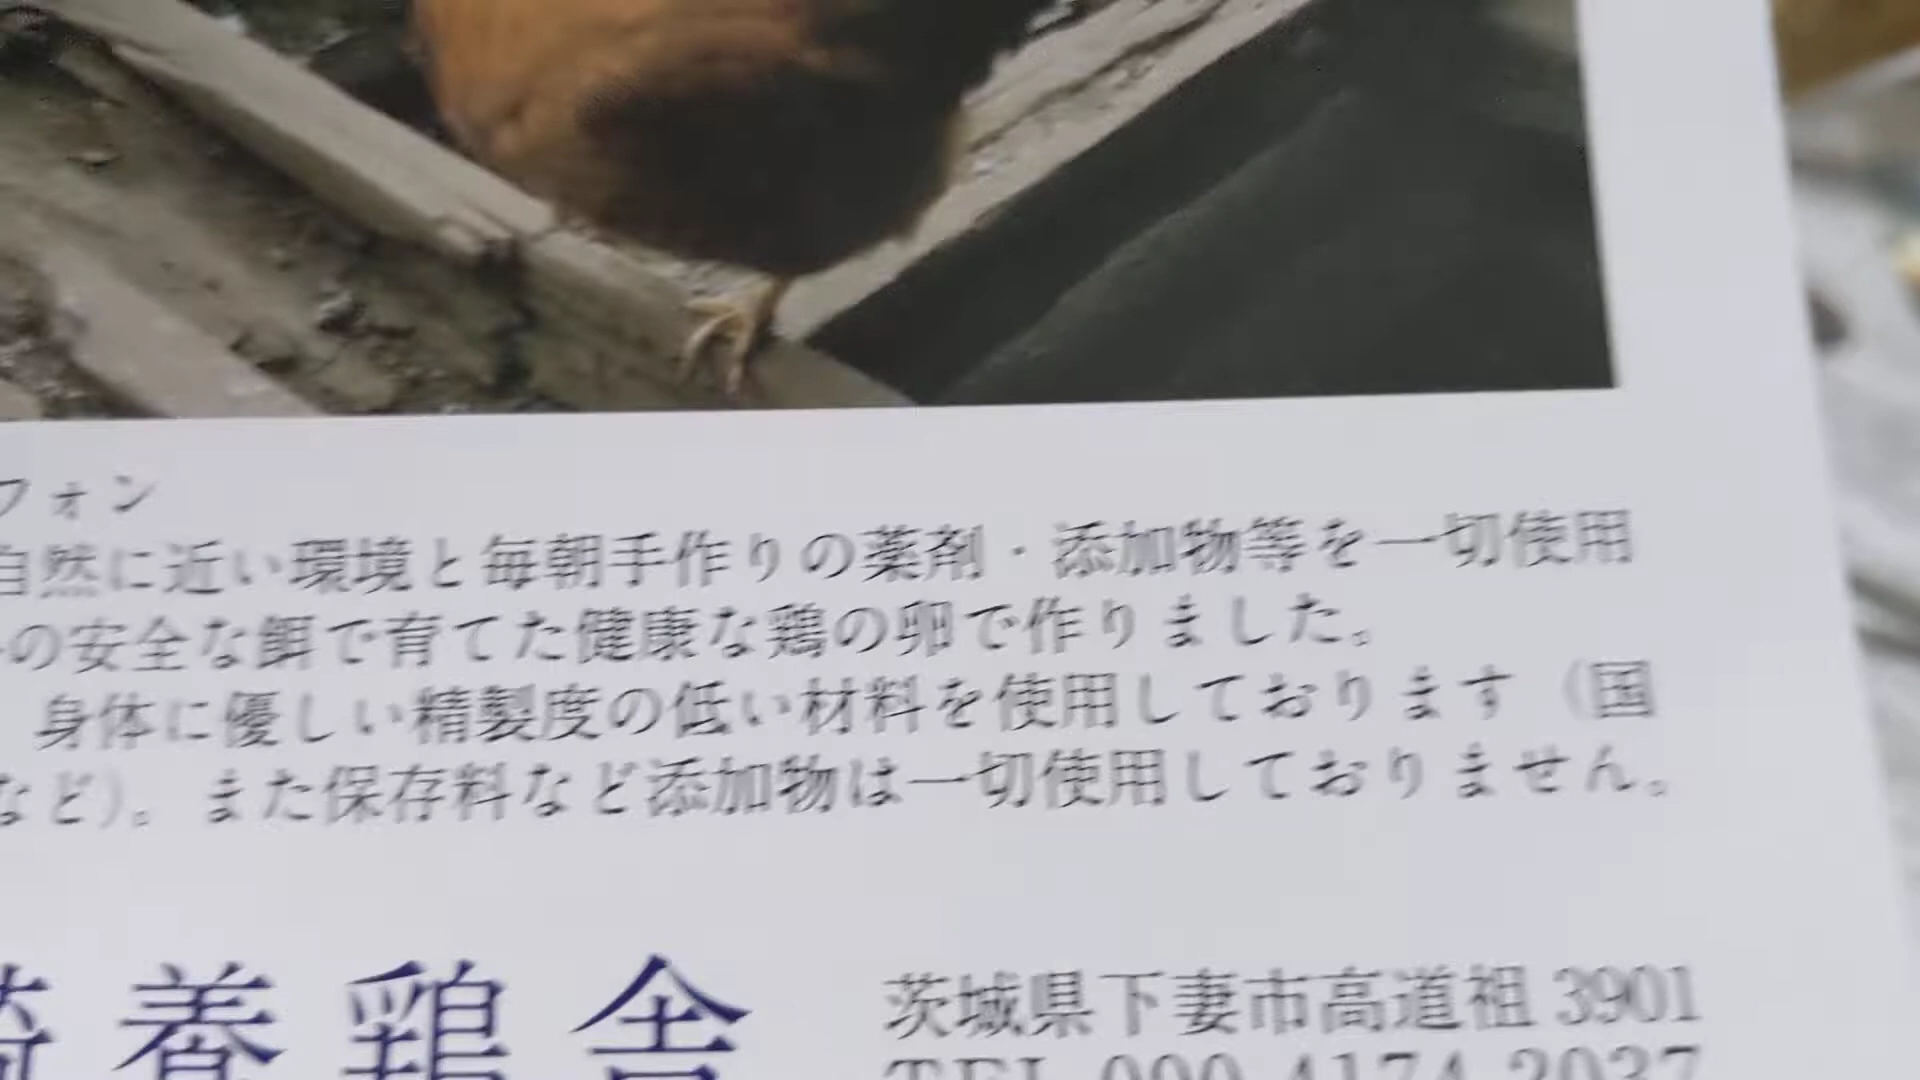 フォン
自然に近い環境と毎朝手作りの薬剤・添加物等を一切使用
の安全な餌で育てた健康な鶏の卵で作りました。
身体に優しい精製度の低い材料を使用しております（国
など）。また保存料など添加物は一切使用しておりません。
養鶏舎
茨城県下妻市高道祖 3901
TEL 090 4174 2037